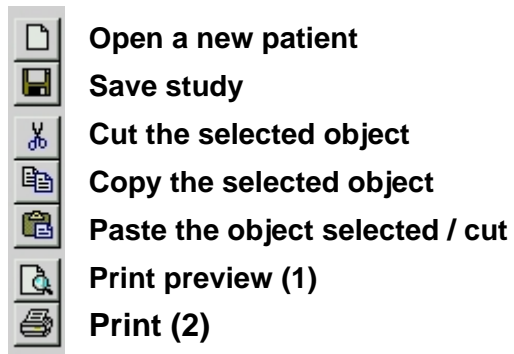 Open a new patient
Save study
Cut the selected object
Copy the selected object
Paste the object selected / cut
Print preview (1)
Print (2)